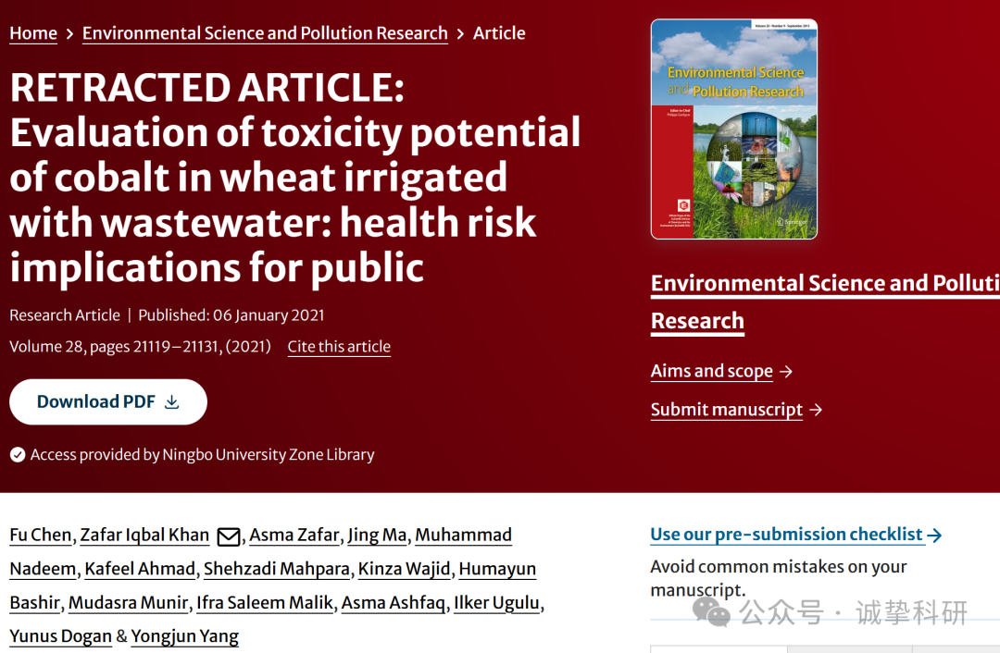 Home > Environmental Science and Pollution Research > Article
RETRACTED ARTICLE:
Evaluation of toxicity potential
of cobalt in wheat irrigated
with wastewater: health risk
implications for public
Research Article | Published: 06 January 2021
Volume 28, pages 21119–21131, (2021) Cite this article
Download PDF
Access provided by Ningbo University Zone Library
Environmental Science
and Pollution Research
Springer
Environmental Science and Polluti
Research
Aims and scope →
Submit manuscript →
Fu Chen, Zafar Iqbal Khan, Asma Zafar, Jing Ma, Muhammad
Nadeem, Kafeel Ahmad, Shehzadi Mahpara, Kinza Wajid, Humayun
Bashir, Mudasra Munir, Ifra Saleem Malik, Asma Ashfaq, Ilker Ugulu,
Yunus Dogan & Yongjun Yang
Use our pre-submission checklist →
Avoid common mistakes on your
manuscript.
公众号 · 诚挚科研